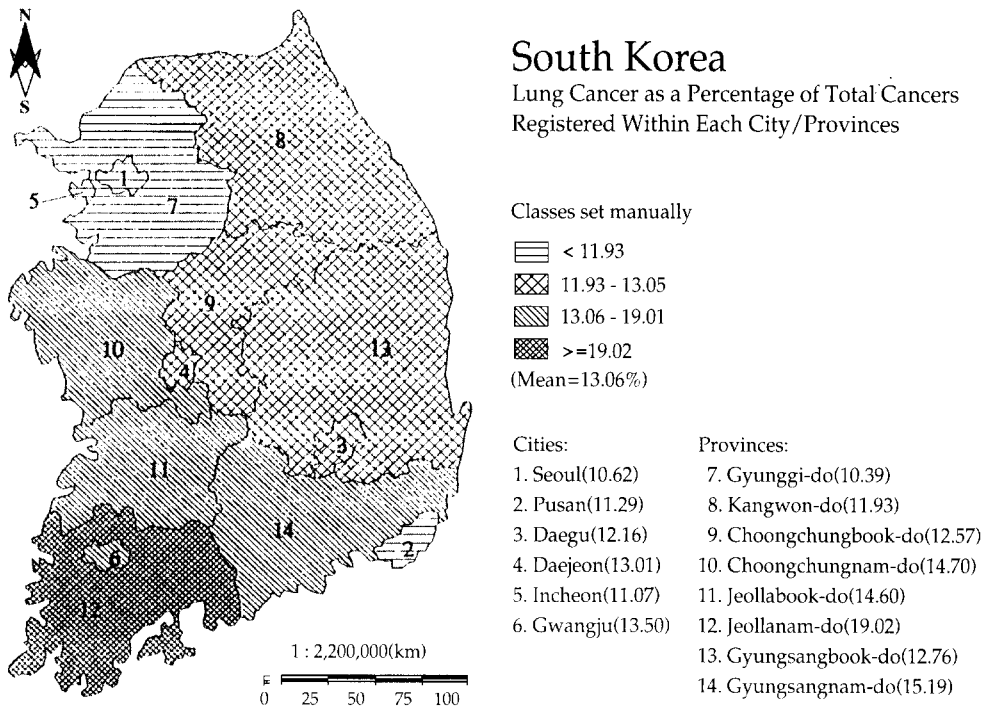 N
S
South Korea
Lung Cancer as a Percentage of Total Cancers
Registered Within Each City/Provinces
Classes set manually
< 11.93
11.93 - 13.05
13.06 - 19.01
>=19.02
(Mean=13.06%)
Cities:
1. Seoul(10.62)
2. Pusan(11.29)
3. Daegu(12.16)
4. Daejeon(13.01)
5. Incheon(11.07)
6. Gwangju(13.50)
Provinces:
7. Gyunggi-do(10.39)
8. Kangwon-do(11.93)
9. Choongchungbook-do(12.57)
10. Choongchungnam-do(14.70)
11. Jeollabook-do(14.60)
12. Jeollanam-do(19.02)
13. Gyungsangbook-do(12.76)
14. Gyungsangnam-do(15.19)
8
1
5
7
9
10
13
4
3
11
14
2
6
12
1 : 2,200,000(km)
0 25 50 75 100